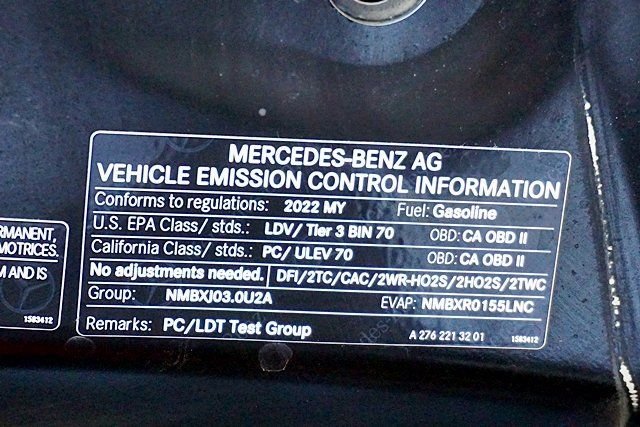 MERCEDES-BENZ AG
VEHICLE EMISSION CONTROL INFORMATION
Conforms to regulations: 2022 MY Fuel: Gasoline
U.S. EPA Class/ stds.: LDV/ Tier 3 BIN 70 OBD: CA OBD II
California Class/ stds.: PC/ ULEV 70 OBD: CA OBD II
No adjustments needed. DFI/2TC/CAC/2WR-HO2S/2HO2S/2TWC
Group: NMBXJ03.0U2A EVAP: NMBXR0155LNC
Remarks: PC/LDT Test Group A 276 221 32 01 1583412
RMANENT,
MOTRICES.
M AND IS
1583412